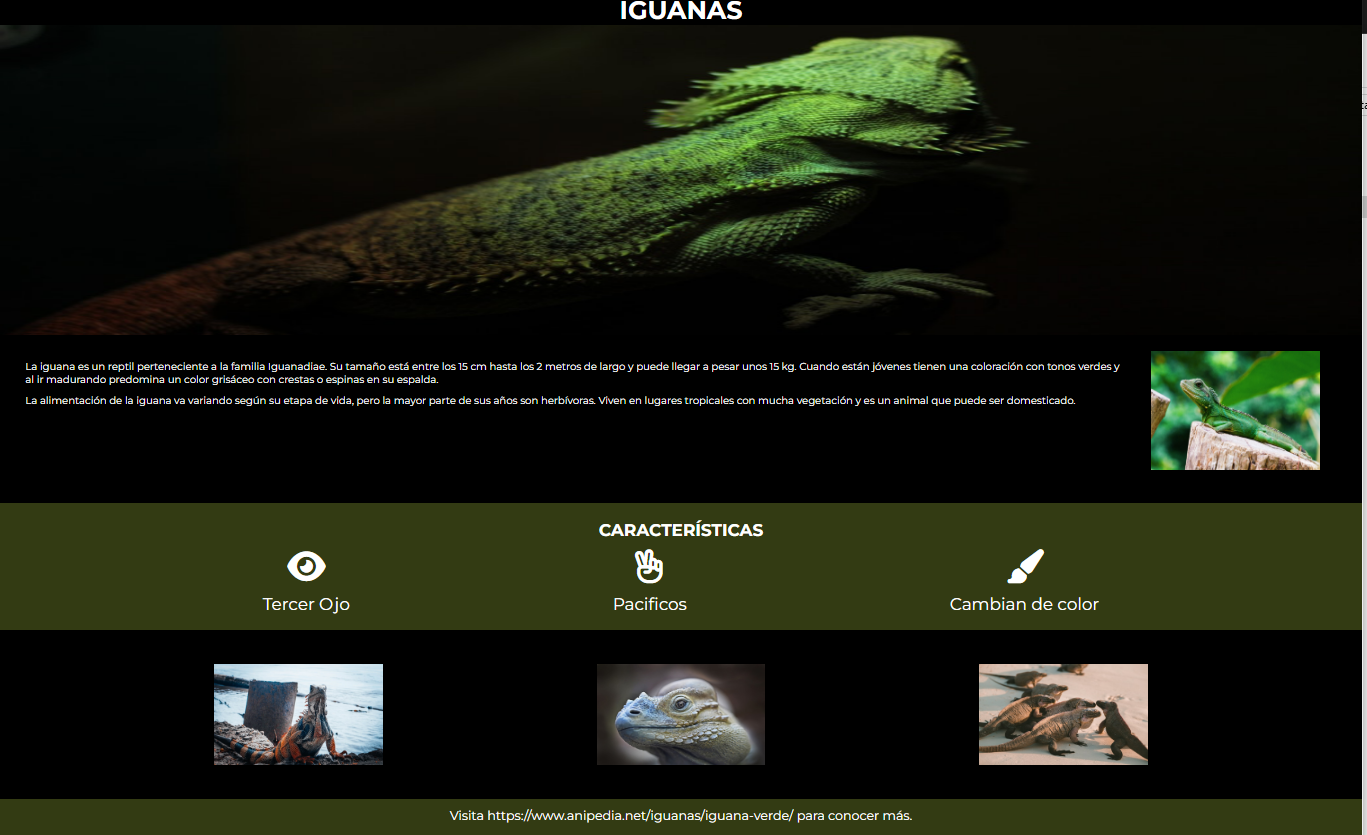 IGUANAS
La iguana es un reptil perteneciente a la familia Iguanadiae. Su tamaño está entre los 15 cm hasta los 2 metros de largo y puede llegar a pesar unos 15 kg. Cuando están jóvenes tienen una coloración con tonos verdes y
al ir madurando predomina un color grisáceo con crestas o espinas en su espalda.
La alimentación de la iguana va variando según su etapa de vida, pero la mayor parte de sus años son herbívoras. Viven en lugares tropicales con mucha vegetación y es un animal que puede ser domesticado.
CARACTERÍSTICAS
Tercer Ojo
Pacificos
Cambian de color
Visita https://www.anipedia.net/iguanas/iguana-verde/ para conocer más.